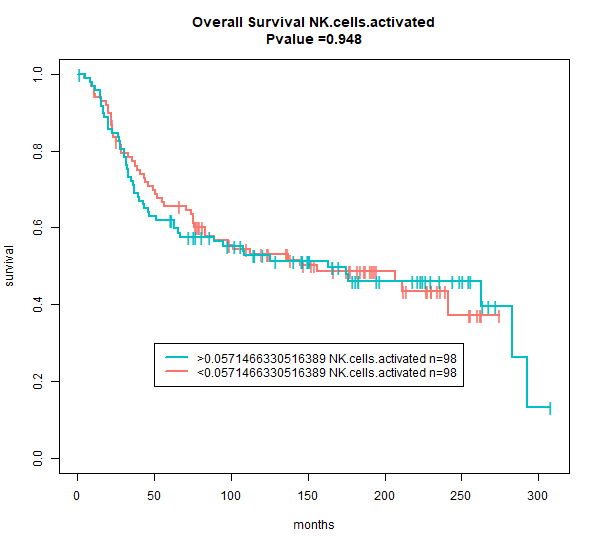 Overall Survival NK.cells.activated
Pvalue =0.948
1.0
0.8
0.6
0.4
0.2
0.0
survival
>0.0571466330516389 NK.cells.activated n=98
<0.0571466330516389 NK.cells.activated n=98
0 50 100 150 200 250 300
months